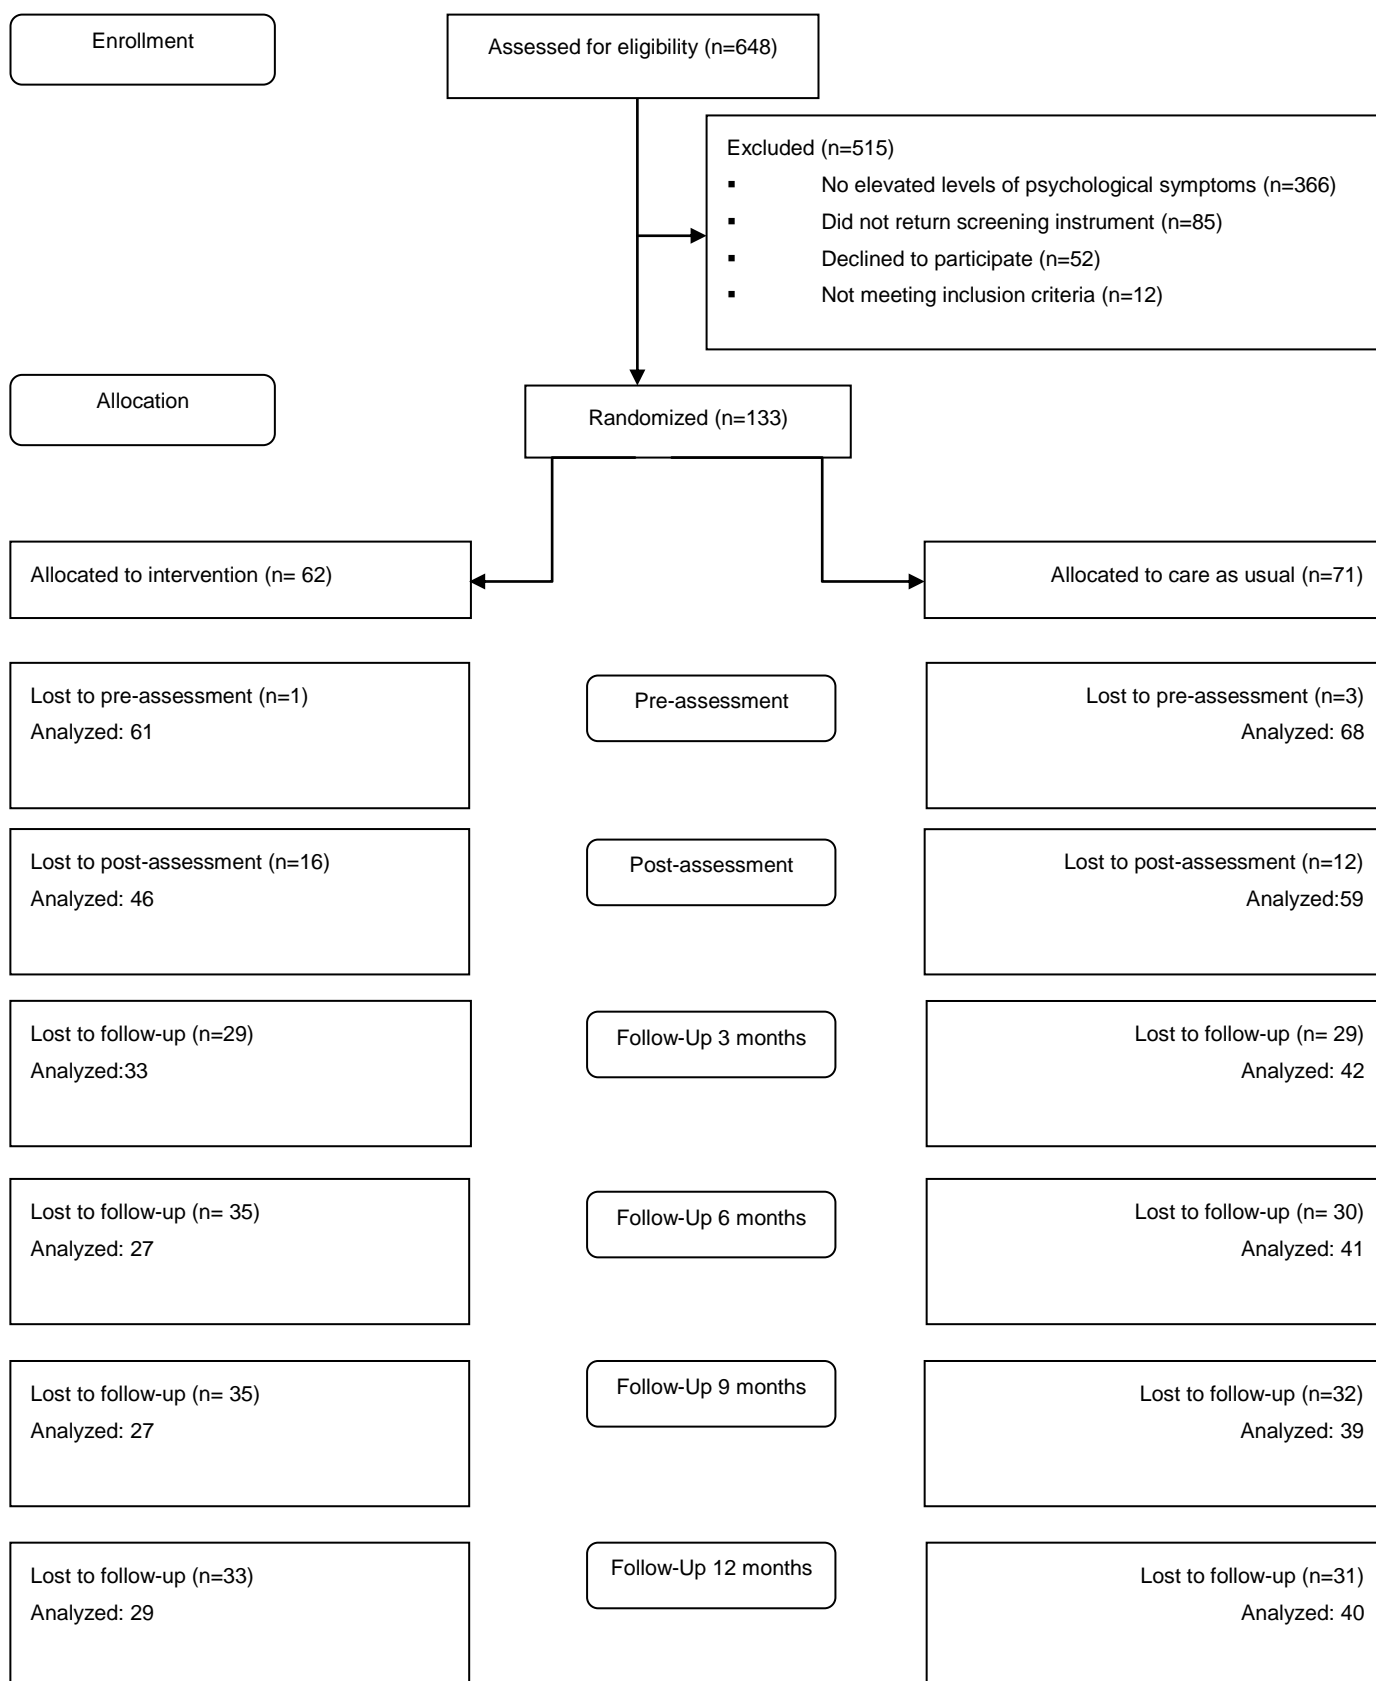 Enrollment
Assessed for eligibility (n=648)
Excluded (n=515)
▪ No elevated levels of psychological symptoms (n=366)
▪ Did not return screening instrument (n=85)
▪ Declined to participate (n=52)
▪ Not meeting inclusion criteria (n=12)
Allocation
Randomized (n=133)
Allocated to intervention (n= 62)
Allocated to care as usual (n=71)
Lost to pre-assessment (n=1)
Analyzed: 61
Pre-assessment
Lost to pre-assessment (n=3)
Analyzed: 68
Lost to post-assessment (n=16)
Analyzed: 46
Post-assessment
Lost to post-assessment (n=12)
Analyzed:59
Lost to follow-up (n=29)
Analyzed:33
Follow-Up 3 months
Lost to follow-up (n= 29)
Analyzed: 42
Lost to follow-up (n= 35)
Analyzed: 27
Follow-Up 6 months
Lost to follow-up (n= 30)
Analyzed: 41
Lost to follow-up (n= 35)
Analyzed: 27
Follow-Up 9 months
Lost to follow-up (n=32)
Analyzed: 39
Lost to follow-up (n=33)
Analyzed: 29
Follow-Up 12 months
Lost to follow-up (n=31)
Analyzed: 40